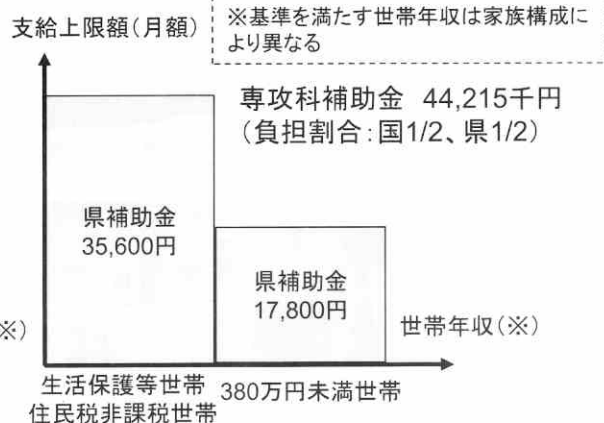 支給上限額(月額)
※基準を満たす世帯年収は家族構成に
より異なる
専攻科補助金 44,215千円
(負担割合:国1/2、県1/2)
県補助金
35,600円
県補助金
17,800円
※)
世帯年収(※)
生活保護等世帯
住民税非課税世帯
380万円未満世帯